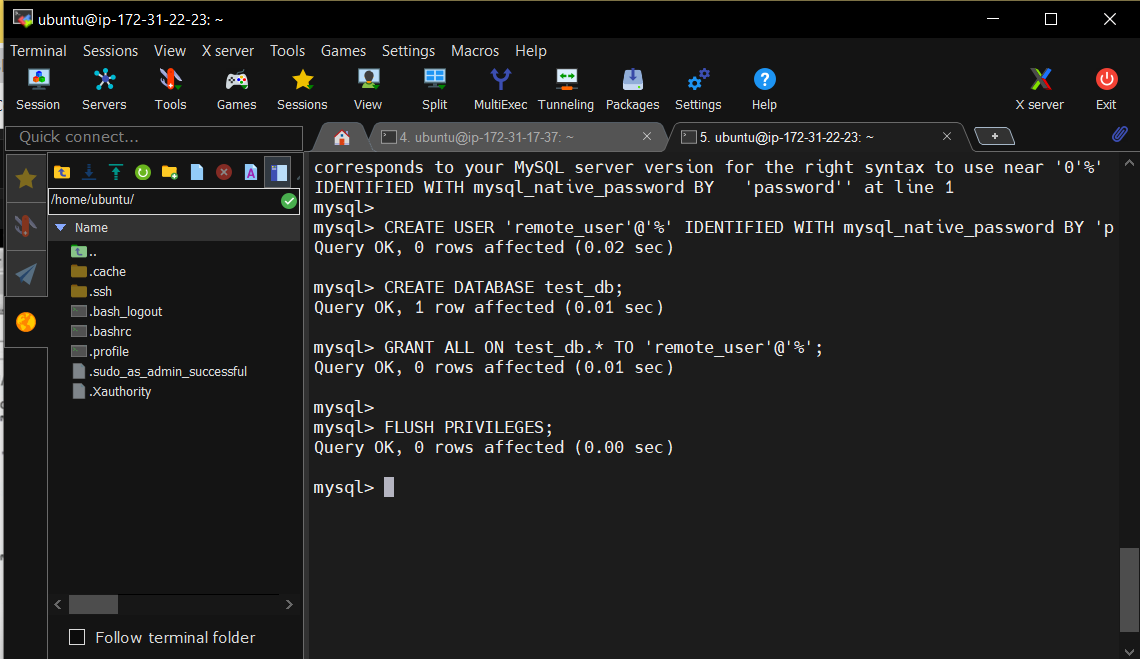 ubuntu@ip-172-31-22-23: ~
Terminal Sessions View X server Tools Games Settings Macros Help
Session Servers Tools Games Sessions View Split MultiExec Tunneling Packages Settings Help X server Exit
Quick connect...
4. ubuntu@ip-172-31-17-37: ~
5. ubuntu@ip-172-31-22-23: ~
/home/ubuntu/
Name
..
.cache
.ssh
.bash_logout
.bashrc
.profile
.sudo_as_admin_successful
.Xauthority
Follow terminal folder
corresponds to your MySQL server version for the right syntax to use near '0'%'
IDENTIFIED WITH mysql_native_password BY   'password'' at line 1
mysql>
mysql> CREATE USER 'remote_user'@'%' IDENTIFIED WITH mysql_native_password BY 'p
Query OK, 0 rows affected (0.02 sec)
mysql> CREATE DATABASE test_db;
Query OK, 1 row affected (0.01 sec)
mysql> GRANT ALL ON test_db.* TO 'remote_user'@'%';
Query OK, 0 rows affected (0.01 sec)
mysql>
mysql> FLUSH PRIVILEGES;
Query OK, 0 rows affected (0.00 sec)
mysql>